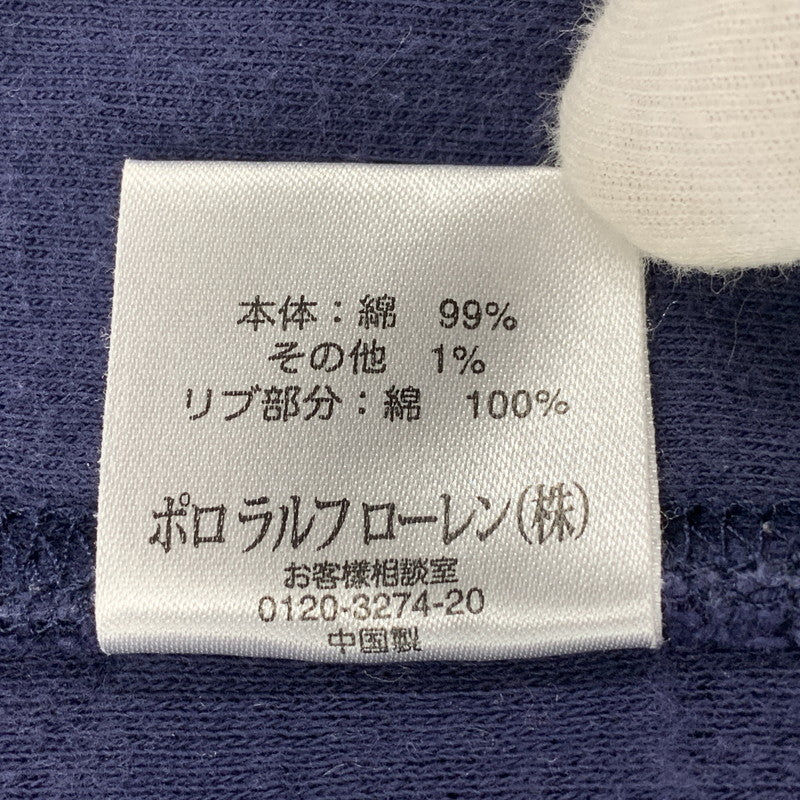 本体：綿　99%
その他　1%
リブ部分：綿　100%
ポロ ラルフ ローレン(株)
お客様相談室
0120-3274-20
中国製